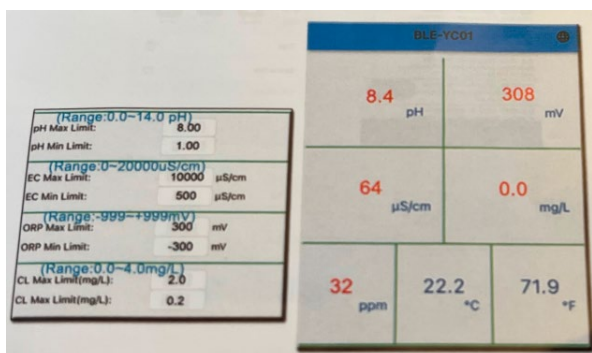 (Range:0.0~14.0 pH)
pH Max Limit: 8.00
pH Min Limit: 1.00
(Range:0~20000uS/cm)
EC Max Limit: 10000 µS/cm
EC Min Limit: 500 µS/cm
(Range:-999~+999mV)
ORP Max Limit: 300 mV
ORP Min Limit: -300 mV
(Range:0.0~4.0mg/L)
CL Max Limit(mg/L): 2.0
CL Max Limit(mg/L): 0.2
BLE-YC01
8.4 pH
308 mV
64 µS/cm
0.0 mg/L
32 ppm
22.2 °C
71.9 °F